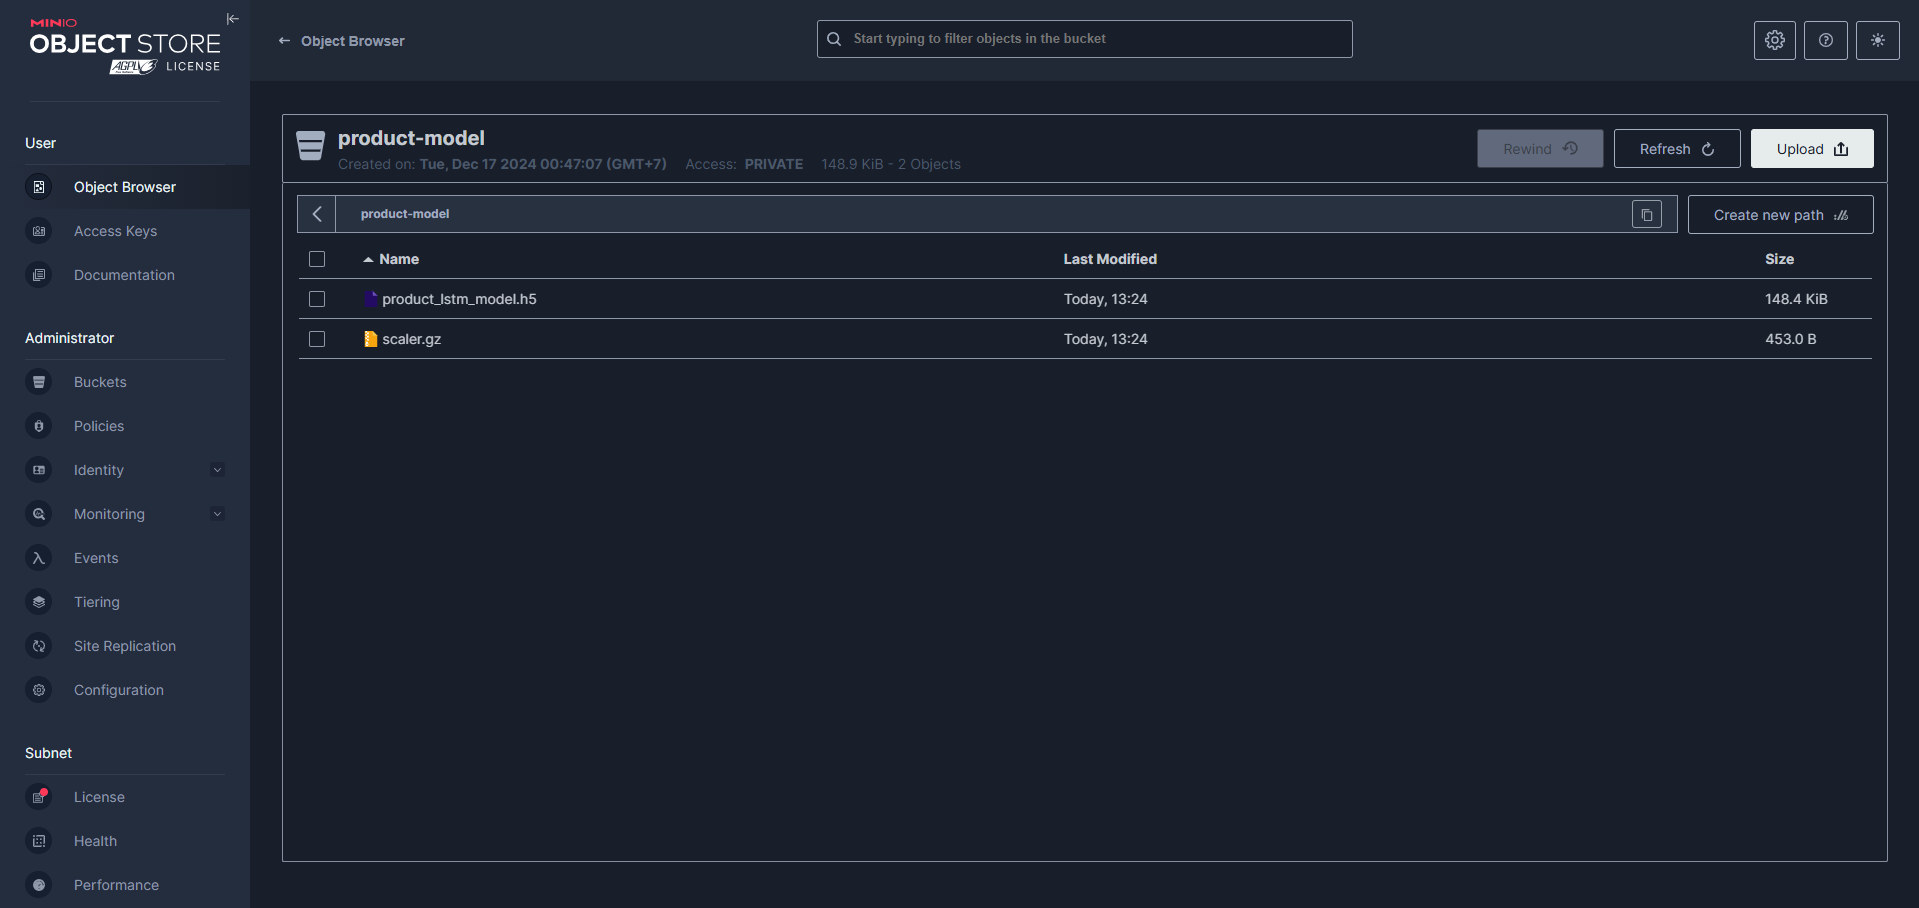 MINIO
OBJECT STORE
AGPLv3 LICENSE
User
Object Browser
Access Keys
Documentation
Administrator
Buckets
Policies
Identity
Monitoring
Events
Tiering
Site Replication
Configuration
Subnet
License
Health
Performance
Object Browser
Start typing to filter objects in the bucket
product-model
Created on: Tue, Dec 17 2024 00:47:07 (GMT+7) Access: PRIVATE 148.9 KiB - 2 Objects
Rewind
Refresh
Upload
product-model
Create new path
Name Last Modified Size
product_lstm_model.h5 Today, 13:24 148.4 KiB
scaler.gz Today, 13:24 453.0 B